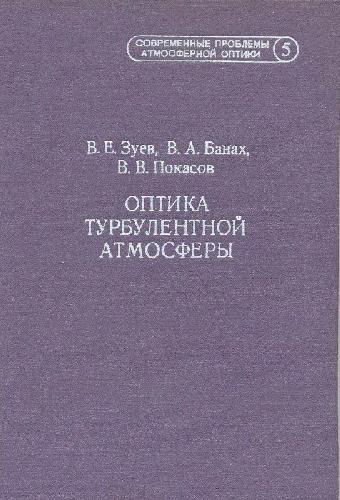 СОВРЕМЕННЫЕ ПРОБЛЕМЫ
АТМОСФЕРНОЙ ОПТИКИ
5
В. Е. Зуев, В. А. Банах,
В. В. Покасов
ОПТИКА
ТУРБУЛЕНТНОЙ
АТМОСФЕРЫ